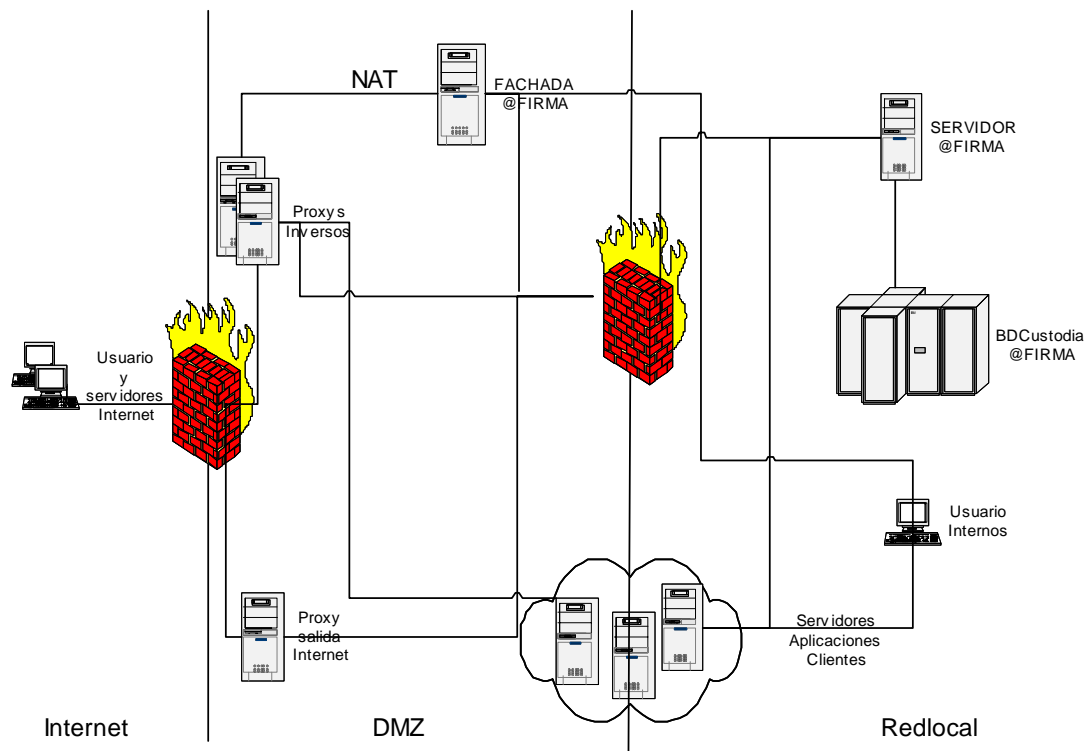 NAT
FACHADA
@FIRMA
SERVIDOR
@FIRMA
Proxys
Inversos
BDCustodia
@FIRMA
Usuario
y
servidores
Internet
Usuario
Internos
Proxy
salida
Internet
Servidores
Aplicaciones
Clientes
Internet
DMZ
Redlocal